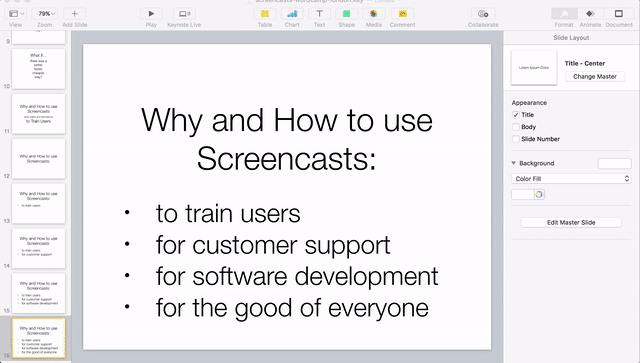 screencasts-wordcamp-london.key
79%
View
Zoom
Add Slide
Play
Keynote Live
Table
Chart
Text
Shape
Media
Comment
Collaborate
Format
Animate
Document
9
What if...
there was a
better
faster
cheaper
way?
10
Why and How to use
Screencasts
to Train Users
11
Why and How to use
Screencasts:
12
Why and How to use
Screencasts:
• to train users
13
Why and How to use
Screencasts:
• to train users
• for customer support
14
Why and How to use
Screencasts:
• to train users
• for customer support
• for software development
15
Why and How to use
Screencasts:
• to train users
• for customer support
• for software development
• for the good of everyone
16
Why and How to use
Screencasts:
• to train users
• for customer support
• for software development
• for the good of everyone
Slide Layout
Lorem Ipsum Dolor
Title - Center
Change Master
Appearance
Title
Body
Slide Number
Background
Color Fill
Edit Master Slide